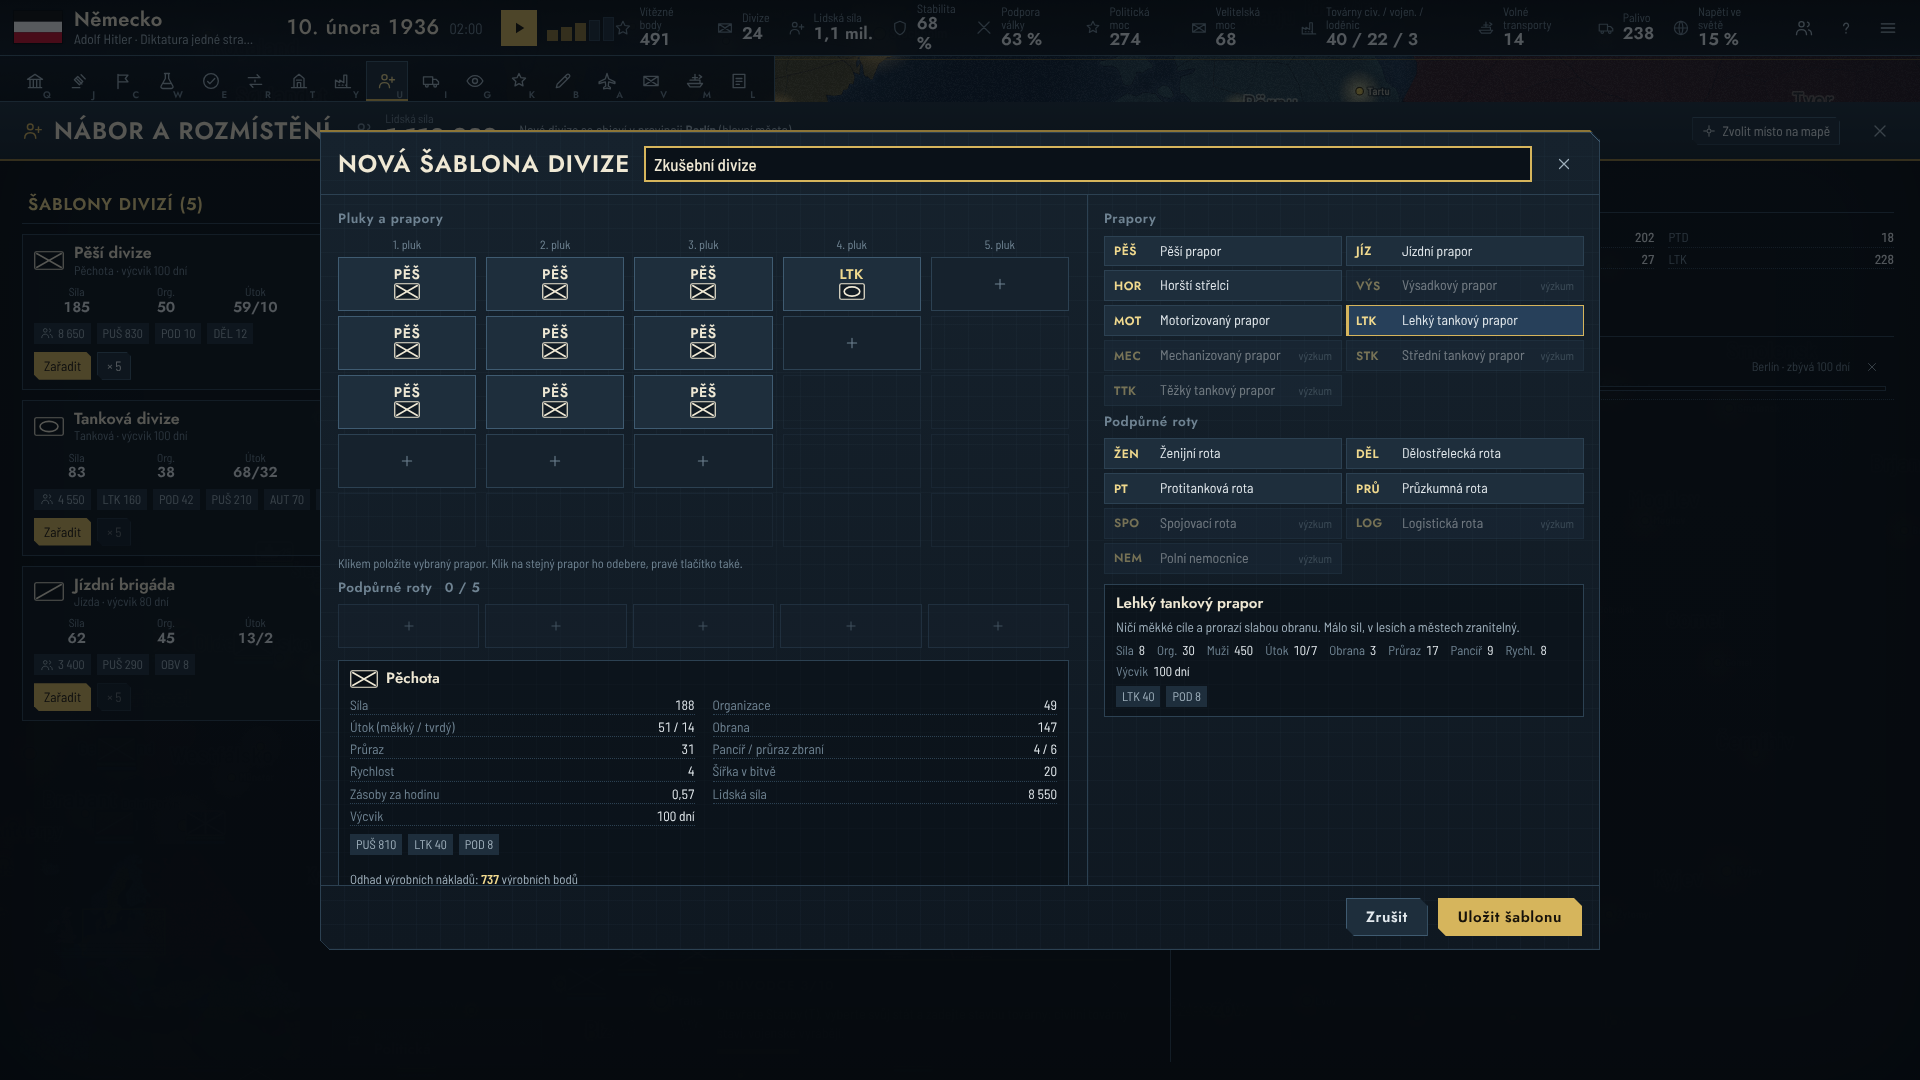 Německo
Adolf Hitler · Diktatura jedné stra...
10. února 1936 02:00
Vítězné body 491
Divize 24
Lidská síla 1,1 mil.
Stabilita 68 %
Podpora války 63 %
Politická moc 274
Velitelská moc 68
Továrny civ. / vojen. / loděnic 40 / 22 / 3
Volné transporty 14
Palivo 238
Napětí ve světě 15 %
?
Q J C W E R T Y U I O G K B A V M L
Tartu
NÁBOR A ROZMÍSTĚNÍ
Lidská síla
Zvolit místo na mapě
NOVÁ ŠABLONA DIVIZE
Zkušební divize
ŠABLONY DIVIZÍ (5)
Pěší divize
Pěchota · výcvik 100 dní
Síla Org. Útok
185 50 59/10
8 650 PUŠ 830 POD 10 DĚL 12
Zařadit × 5
Tanková divize
Tanková · výcvik 100 dní
Síla Org. Útok
83 38 68/32
4 550 LTK 160 POD 42 PUŠ 210 AUT 70
Zařadit × 5
Jízdní brigáda
Jízda · výcvik 80 dní
Síla Org. Útok
62 45 13/2
3 400 PUŠ 290 OBV 8
Zařadit × 5
Pluky a prapory
1. pluk 2. pluk 3. pluk 4. pluk 5. pluk
PĚŠ PĚŠ PĚŠ LTK +
PĚŠ PĚŠ PĚŠ +
PĚŠ PĚŠ PĚŠ
+ + +
Klikem položíte vybraný prapor. Klik na stejný prapor ho odebere, pravé tlačítko také.
Podpůrné roty 0 / 5
+ + + + +
Pěchota
Síla 188 Organizace 49
Útok (měkký / tvrdý) 51 / 14 Obrana 147
Průraz 31 Pancíř / průraz zbraní 4 / 6
Rychlost 4 Šířka v bitvě 20
Zásoby za hodinu 0,57 Lidská síla 8 550
Výcvik 100 dní
PUŠ 810 LTK 40 POD 8
Odhad výrobních nákladů: 737 výrobních bodů
Prapory
PĚŠ Pěší prapor JÍZ Jízdní prapor
HOR Horští střelci VÝS Výsadkový prapor výzkum
MOT Motorizovaný prapor LTK Lehký tankový prapor
MEC Mechanizovaný prapor výzkum STK Střední tankový prapor výzkum
TTK Těžký tankový prapor výzkum
Podpůrné roty
ŽEN Ženijní rota DĚL Dělostřelecká rota
PT Protitanková rota PRŮ Průzkumná rota
SPO Spojovací rota výzkum LOG Logistická rota výzkum
NEM Polní nemocnice výzkum
Lehký tankový prapor
Ničí měkké cíle a prorazí slabou obranu. Málo sil, v lesích a městech zranitelný.
Síla 8 Org. 30 Muži 450 Útok 10/7 Obrana 3 Průraz 17 Pancíř 9 Rychl. 8
Výcvik 100 dní
LTK 40 POD 8
202 PTD 18
27 LTK 228
Berlín · zbývá 100 dní
Zrušit Uložit šablonu